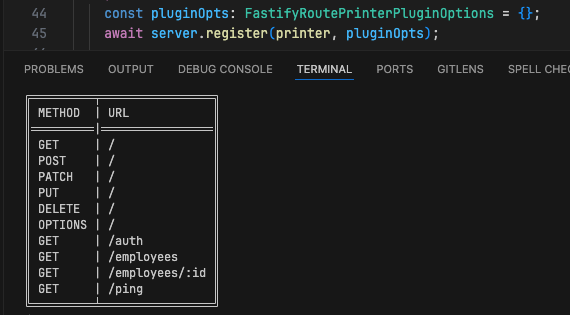 44 const pluginOpts: FastifyRoutePrinterPluginOptions = {};
45 await server.register(printer, pluginOpts);
PROBLEMS OUTPUT DEBUG CONSOLE TERMINAL PORTS GITLENS SPELL CHEC
METHOD | URL
GET | /
POST | /
PATCH | /
PUT | /
DELETE | /
OPTIONS | /
GET | /auth
GET | /employees
GET | /employees/:id
GET | /ping